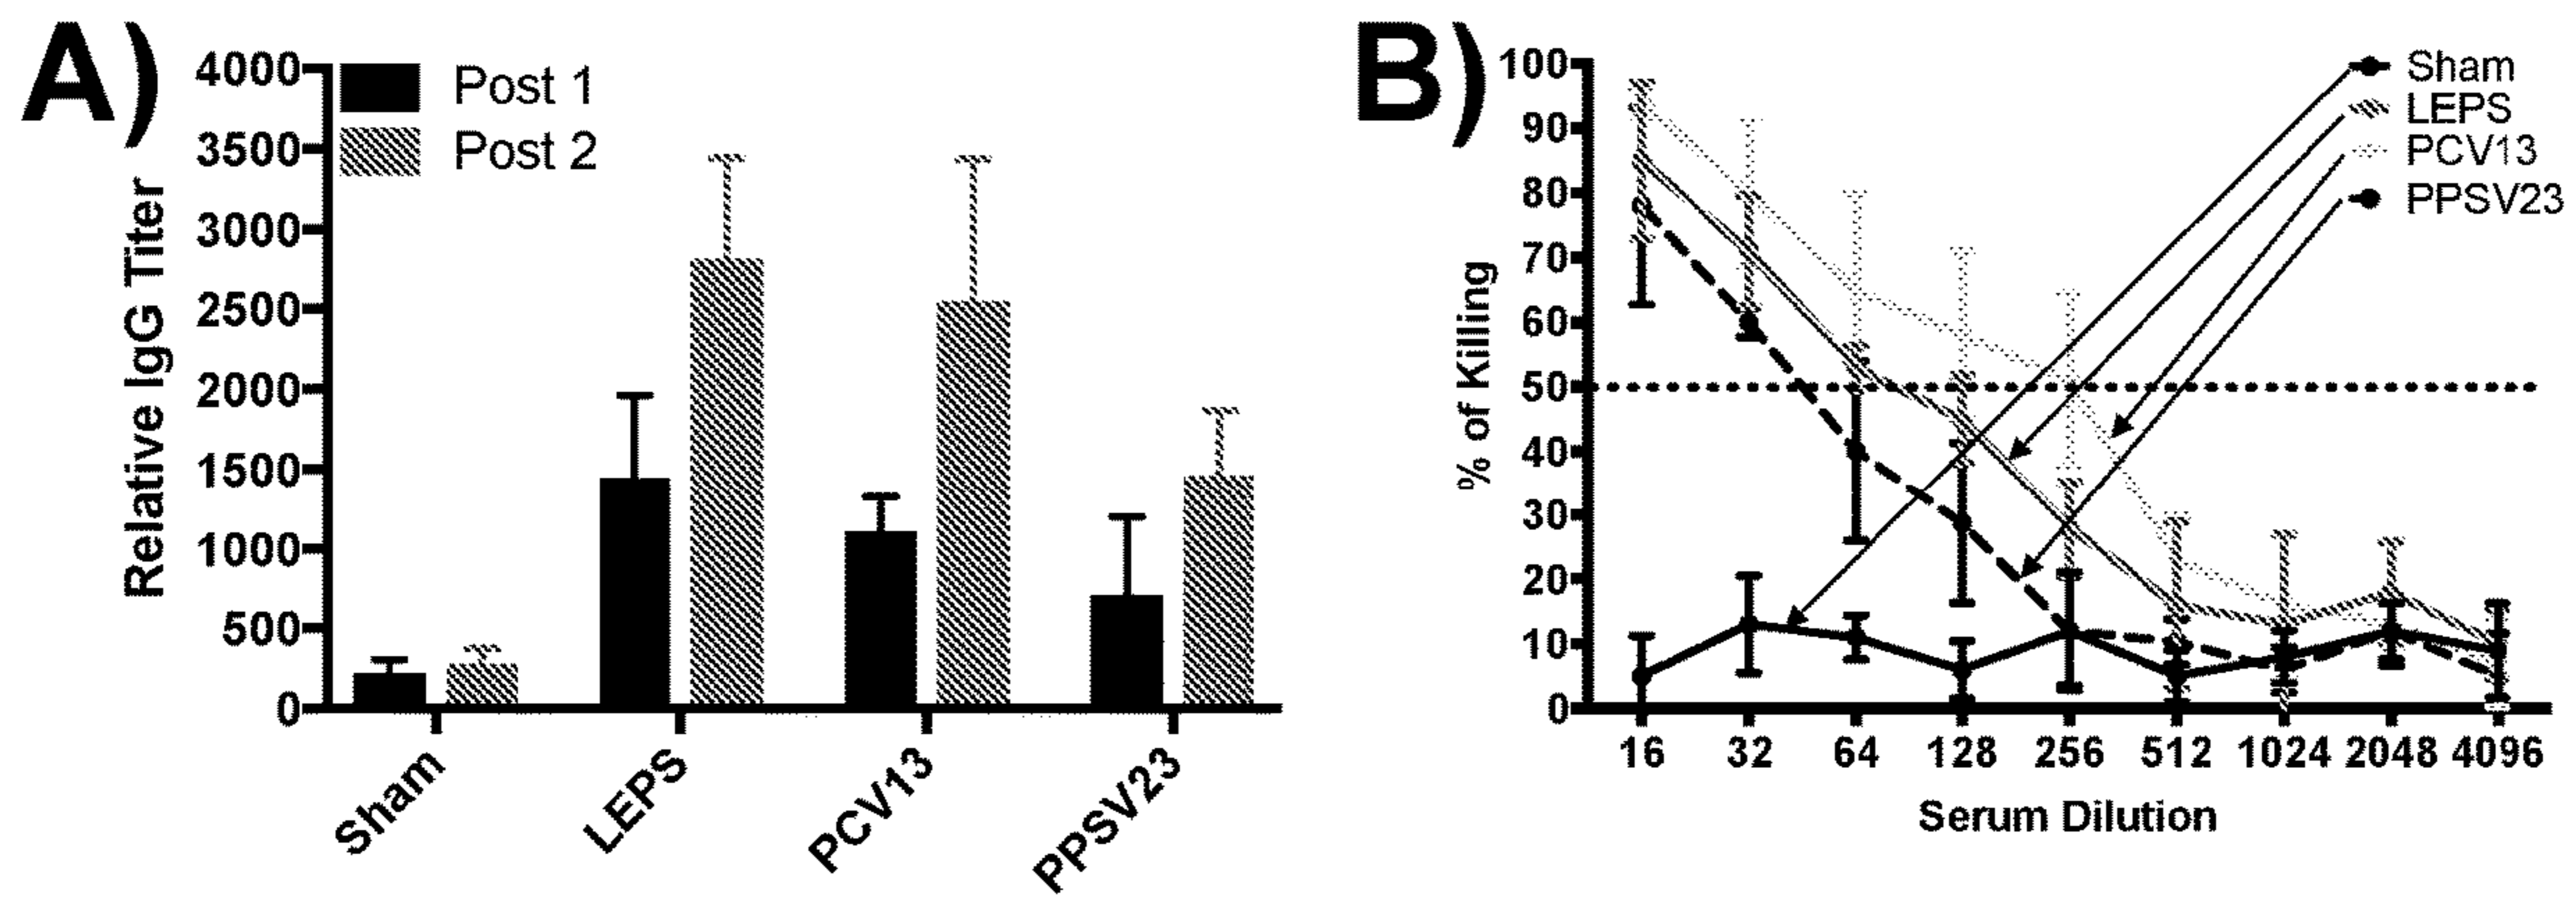 A)
4000
3500
3000
2500
2000
1500
1000
500
0
Relative IgG Titer
Post 1
Post 2
Sham
LEPS
PCV13
PPSV23
B)
100
90
80
70
60
50
40
30
20
10
0
% of Killing
Sham
LEPS
PCV13
PPSV23
16 32 64 128 256 512 1024 2048 4096
Serum Dilution